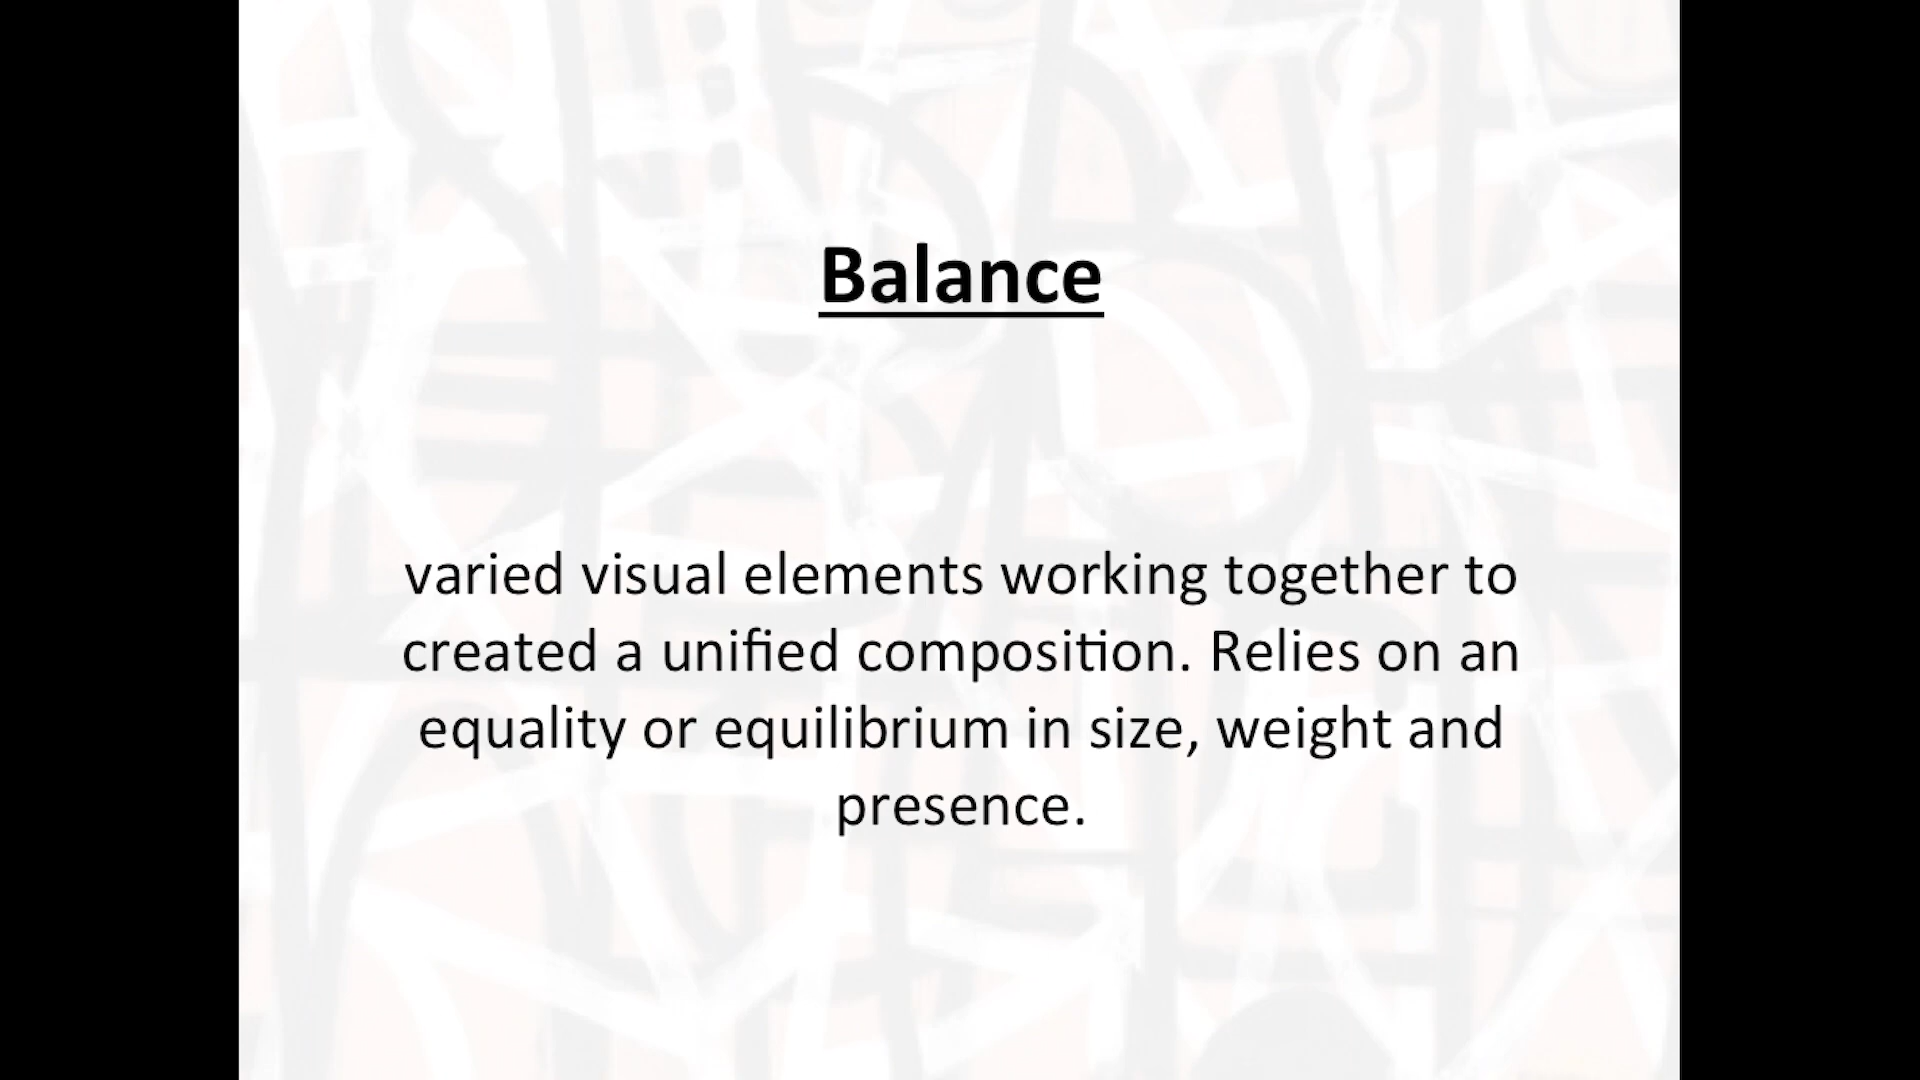 Balance
varied visual elements working together to
created a unified composition. Relies on an
equality or equilibrium in size, weight and
presence.